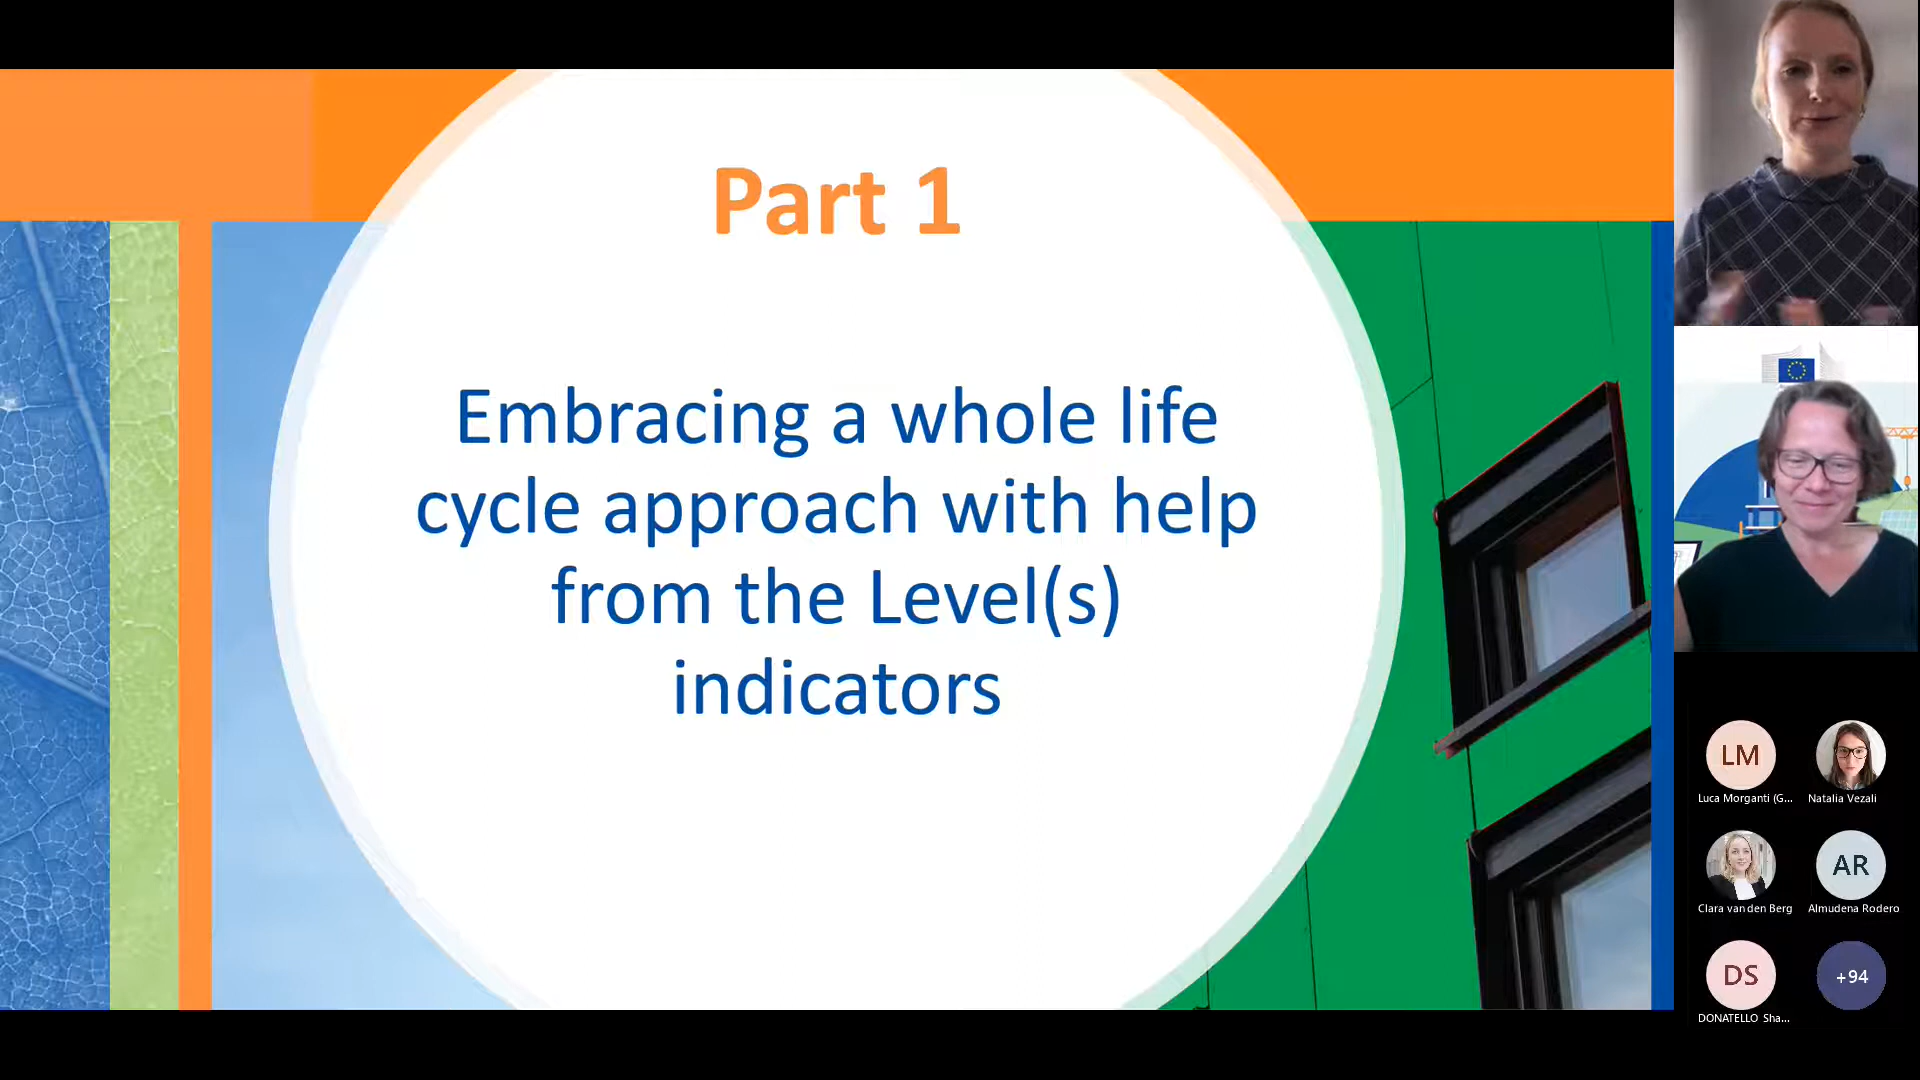 Part 1
Embracing a whole life
cycle approach with help
from the Level(s)
indicators
LM
Luca Morganti (G...
Natalia Vezali
Clara van den Berg
AR
Almudena Rodero
DS
DONATELLO Sha...
+94